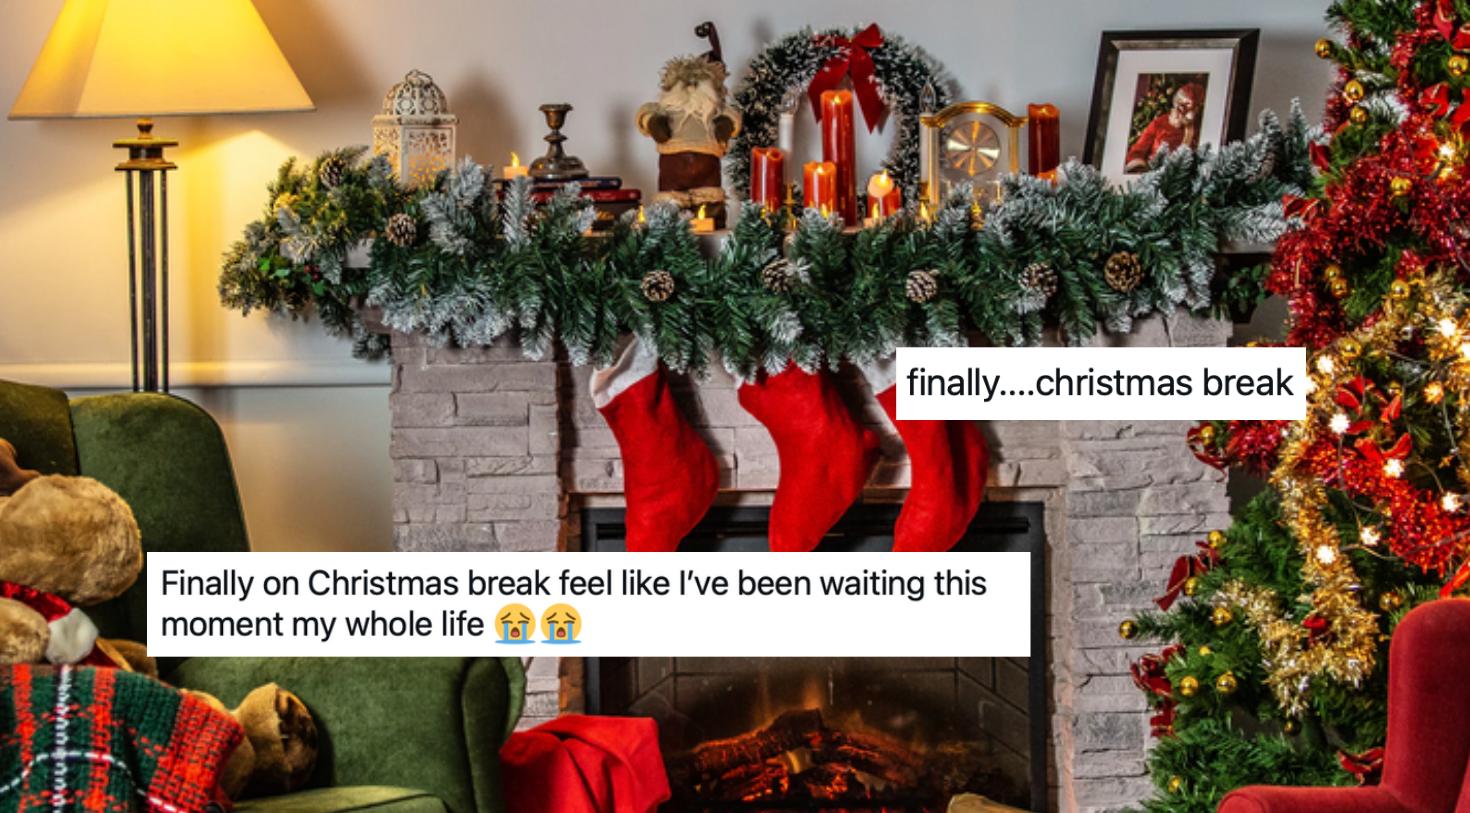 finally....christmas break
Finally on Christmas break feel like I’ve been waiting this
moment my whole life 😭😭